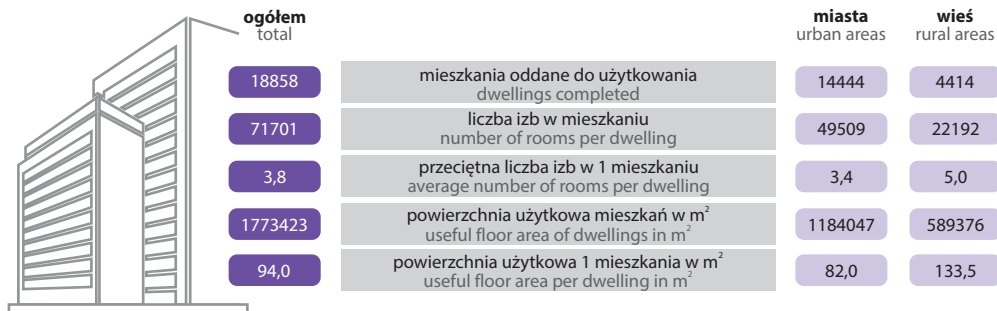 ogółem
total
miasta
urban areas
wieś
rural areas
18858
mieszkania oddane do użytkowania
dwellings completed
14444
4414
71701
liczba izb w mieszkaniu
number of rooms per dwelling
49509
22192
3,8
przeciętna liczba izb w 1 mieszkaniu
average number of rooms per dwelling
3,4
5,0
1773423
powierzchnia użytkowa mieszkań w m²
useful floor area of dwellings in m²
1184047
589376
94,0
powierzchnia użytkowa 1 mieszkania w m²
useful floor area per dwelling in m²
82,0
133,5